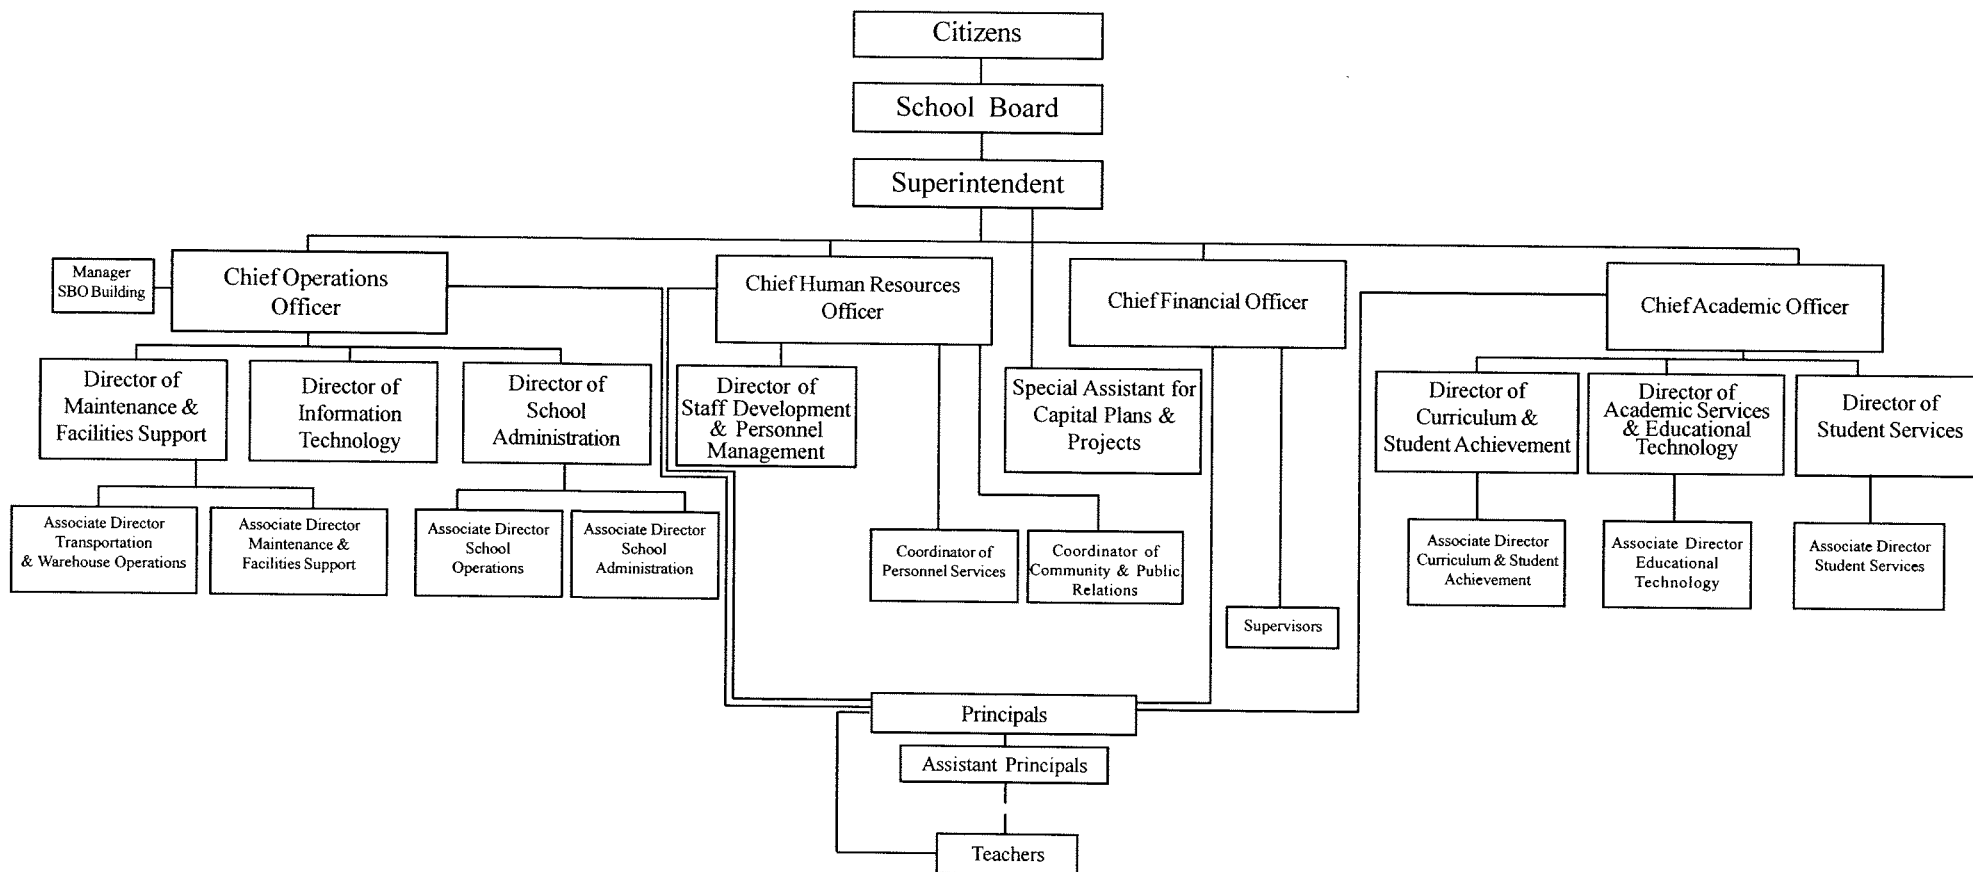 Citizens
School Board
Superintendent
Manager
SBO Building
Chief Operations
Officer
Chief Human Resources
Officer
Chief Financial Officer
Chief Academic Officer
Director of
Maintenance &
Facilities Support
Director of
Information
Technology
Director of
School
Administration
Director of
Staff Development
& Personnel
Management
Special Assistant for
Capital Plans &
Projects
Director of
Curriculum &
Student Achievement
Director of
Academic Services
& Educational
Technology
Director of
Student Services
Associate Director
Transportation
& Warehouse Operations
Associate Director
Maintenance &
Facilities Support
Associate Director
School
Operations
Associate Director
School
Administration
Coordinator of
Personnel Services
Coordinator of
Community & Public
Relations
Associate Director
Curriculum & Student
Achievement
Associate Director
Educational
Technology
Associate Director
Student Services
Supervisors
Principals
Assistant Principals
Teachers